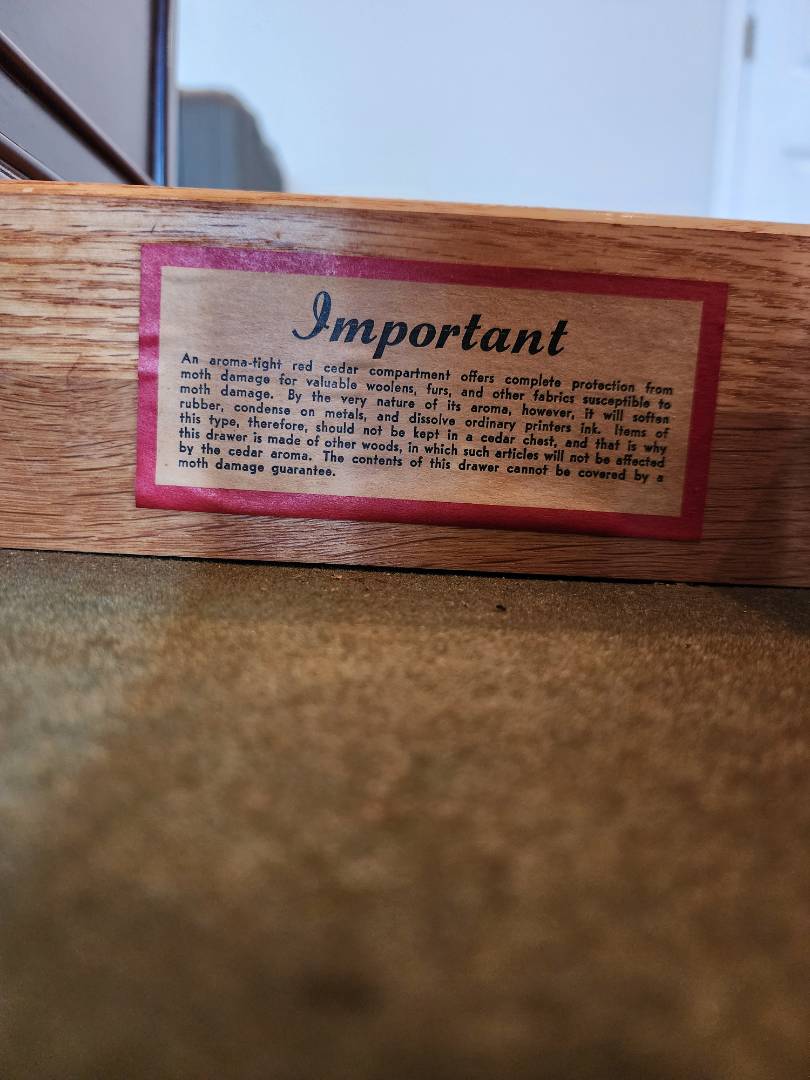 Important
An aroma-tight red cedar compartment offers complete protection from
moth damage for valuable woolens, furs, and other fabrics susceptible to
moth damage. By the very nature of its aroma, however, it will soften
rubber, condense on metals, and dissolve ordinary printers ink. Items of
this type, therefore, should not be kept in a cedar chest, and that is why
this drawer is made of other woods, in which such articles will not be affected
by the cedar aroma. The contents of this drawer cannot be covered by a
moth damage guarantee.